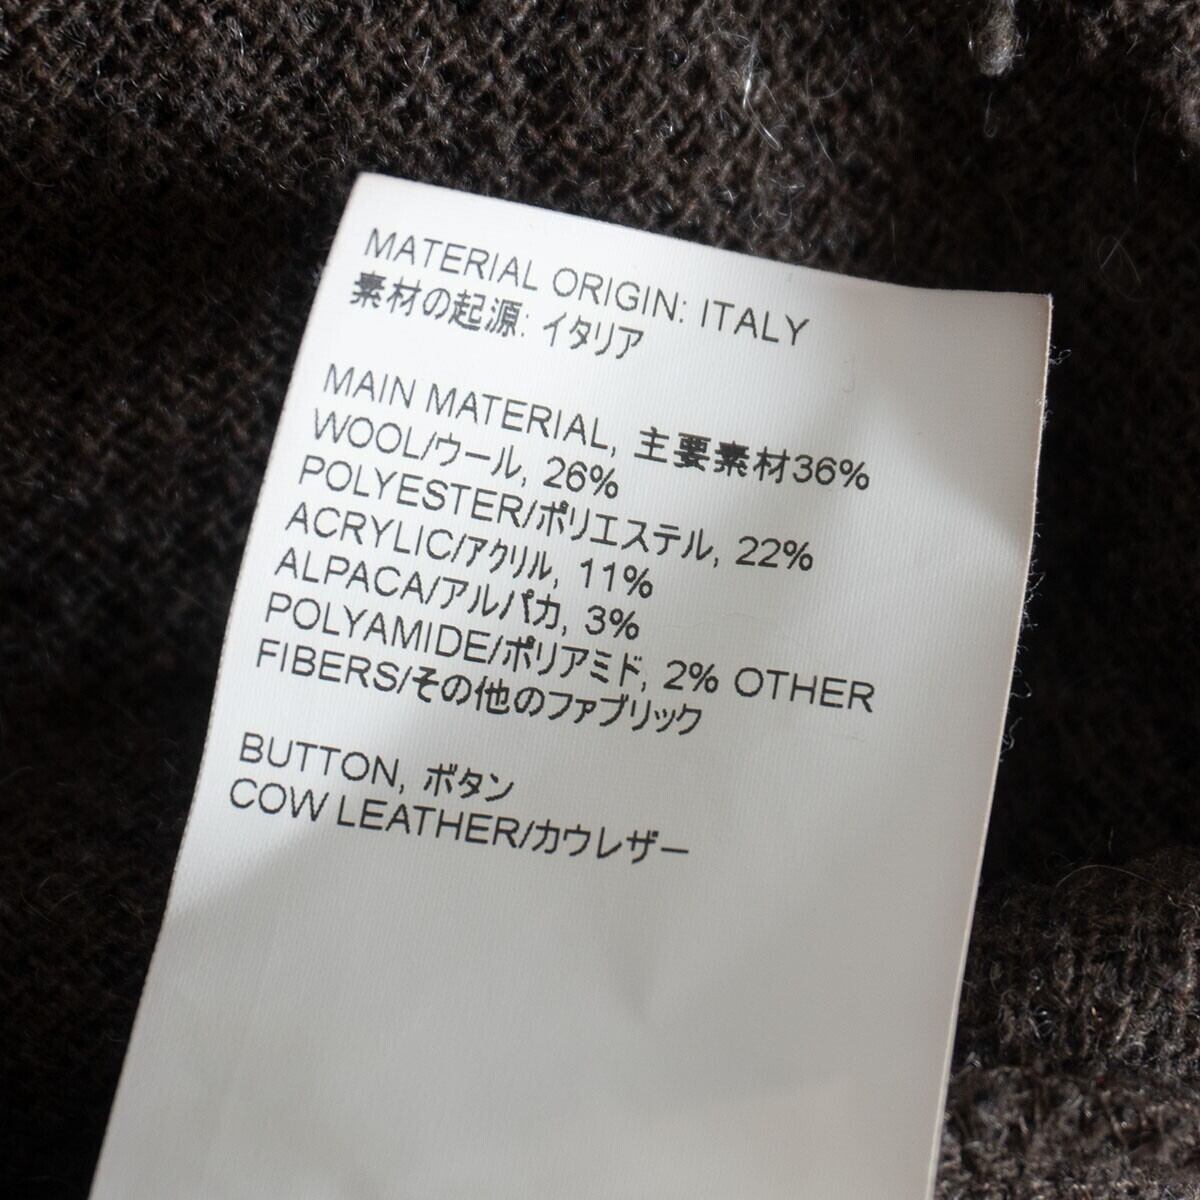 MATERIAL ORIGIN: ITALY
素材の起源: イタリア
MAIN MATERIAL, 主要素材36%
WOOL/ウール, 26%
POLYESTER/ポリエステル, 22%
ACRYLIC/アクリル, 11%
ALPACA/アルパカ, 3%
POLYAMIDE/ポリアミド, 2% OTHER
FIBERS/その他のファブリック
BUTTON, ボタン
COW LEATHER/カウレザー